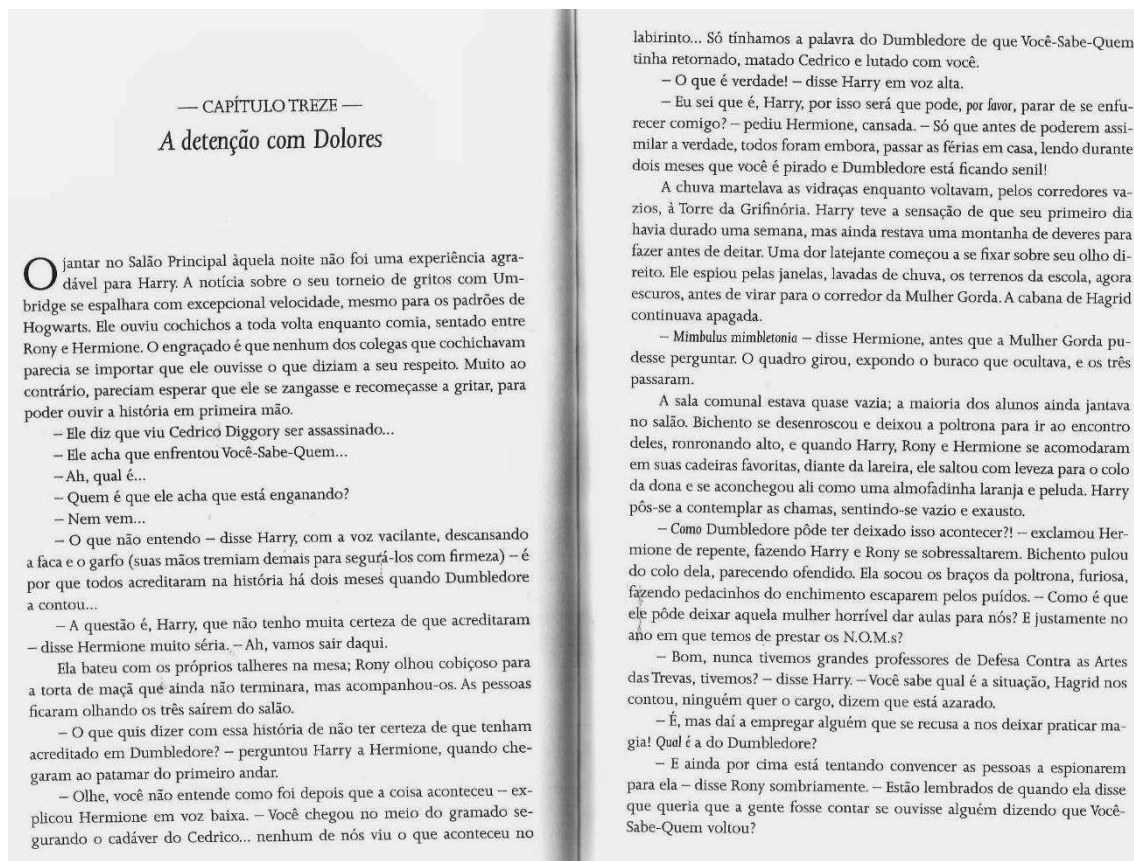 — CAPÍTULO TREZE —
A detenção com Dolores
O jantar no Salão Principal àquela noite não foi uma experiência agra-
dável para Harry. A notícia sobre o seu torneio de gritos com Um-
bridge se espalhara com excepcional velocidade, mesmo para os padrões de
Hogwarts. Ele ouviu cochichos a toda volta enquanto comia, sentado entre
Rony e Hermione. O engraçado é que nenhum dos colegas que cochichavam
parecia se importar que ele ouvisse o que diziam a seu respeito. Muito ao
contrário, pareciam esperar que ele se zangasse e recomeçasse a gritar, para
poder ouvir a história em primeira mão.
– Ele diz que viu Cedrico Diggory ser assassinado...
– Ele acha que enfrentou Você-Sabe-Quem...
– Ah, qual é...
– Quem é que ele acha que está enganando?
– Nem vem...
– O que não entendo – disse Harry, com a voz vacilante, descansando
a faca e o garfo (suas mãos tremiam demais para segurá-los com firmeza) – é
por que todos acreditaram na história há dois meses quando Dumbledore
a contou...
– A questão é, Harry, que não tenho muita certeza de que acreditaram
– disse Hermione muito séria. – Ah, vamos sair daqui.
Ela bateu com os próprios talheres na mesa; Rony olhou cobiçoso para
a torta de maçã que ainda não terminara, mas acompanhou-os. As pessoas
ficaram olhando os três saírem do salão.
– O que quis dizer com essa história de não ter certeza de que tenham
acreditado em Dumbledore? – perguntou Harry a Hermione, quando che-
garam ao patamar do primeiro andar.
– Olhe, você não entende como foi depois que a coisa aconteceu – ex-
plicou Hermione em voz baixa. – Você chegou no meio do gramado se-
gurando o cadáver do Cedrico... nenhum de nós viu o que aconteceu no
labirinto... Só tínhamos a palavra do Dumbledore de que Você-Sabe-Quem
tinha retornado, matado Cedrico e lutado com você.
– O que é verdade! – disse Harry em voz alta.
– Eu sei que é, Harry, por isso será que pode, por favor, parar de se enfu-
recer comigo? – pediu Hermione, cansada. – Só que antes de poderem assi-
milar a verdade, todos foram embora, passar as férias em casa, lendo durante
dois meses que você é pirado e Dumbledore está ficando senil!
A chuva martelava as vidraças enquanto voltavam, pelos corredores va-
zios, à Torre da Grifinória. Harry teve a sensação de que seu primeiro dia
havia durado uma semana, mas ainda restava uma montanha de deveres para
fazer antes de deitar. Uma dor latejante começou a se fixar sobre seu olho di-
reito. Ele espiou pelas janelas, lavadas de chuva, os terrenos da escola, agora
escuros, antes de virar para o corredor da Mulher Gorda. A cabana de Hagrid
continuava apagada.
– Mimbulus mimbletonia – disse Hermione, antes que a Mulher Gorda pu-
desse perguntar. O quadro girou, expondo o buraco que ocultava, e os três
passaram.
A sala comunal estava quase vazia; a maioria dos alunos ainda jantava
no salão. Bichento se desenroscou e deixou a poltrona para ir ao encontro
deles, ronronando alto, e quando Harry, Rony e Hermione se acomodaram
em suas cadeiras favoritas, diante da lareira, ele saltou com leveza para o colo
da dona e se aconchegou ali como uma almofadinha laranja e peluda. Harry
pôs-se a contemplar as chamas, sentindo-se vazio e exausto.
– Como Dumbledore pôde ter deixado isso acontecer?! – exclamou Her-
mione de repente, fazendo Harry e Rony se sobressaltarem. Bichento pulou
do colo dela, parecendo ofendido. Ela socou os braços da poltrona, furiosa,
fazendo pedacinhos do enchimento escaparem pelos puídos. – Como é que
ele pôde deixar aquela mulher horrível dar aulas para nós? E justamente no
ano em que temos de prestar os N.O.M.s?
– Bom, nunca tivemos grandes professores de Defesa Contra as Artes
das Trevas, tivemos? – disse Harry. – Você sabe qual é a situação, Hagrid nos
contou, ninguém quer o cargo, dizem que está azarado.
– É, mas daí a empregar alguém que se recusa a nos deixar praticar ma-
gia! Qual é a do Dumbledore?
– E ainda por cima está tentando convencer as pessoas a espionarem
para ela – disse Rony sombriamente. – Estão lembrados de quando ela disse
que queria que a gente fosse contar se ouvisse alguém dizendo que Você-
Sabe-Quem voltou?